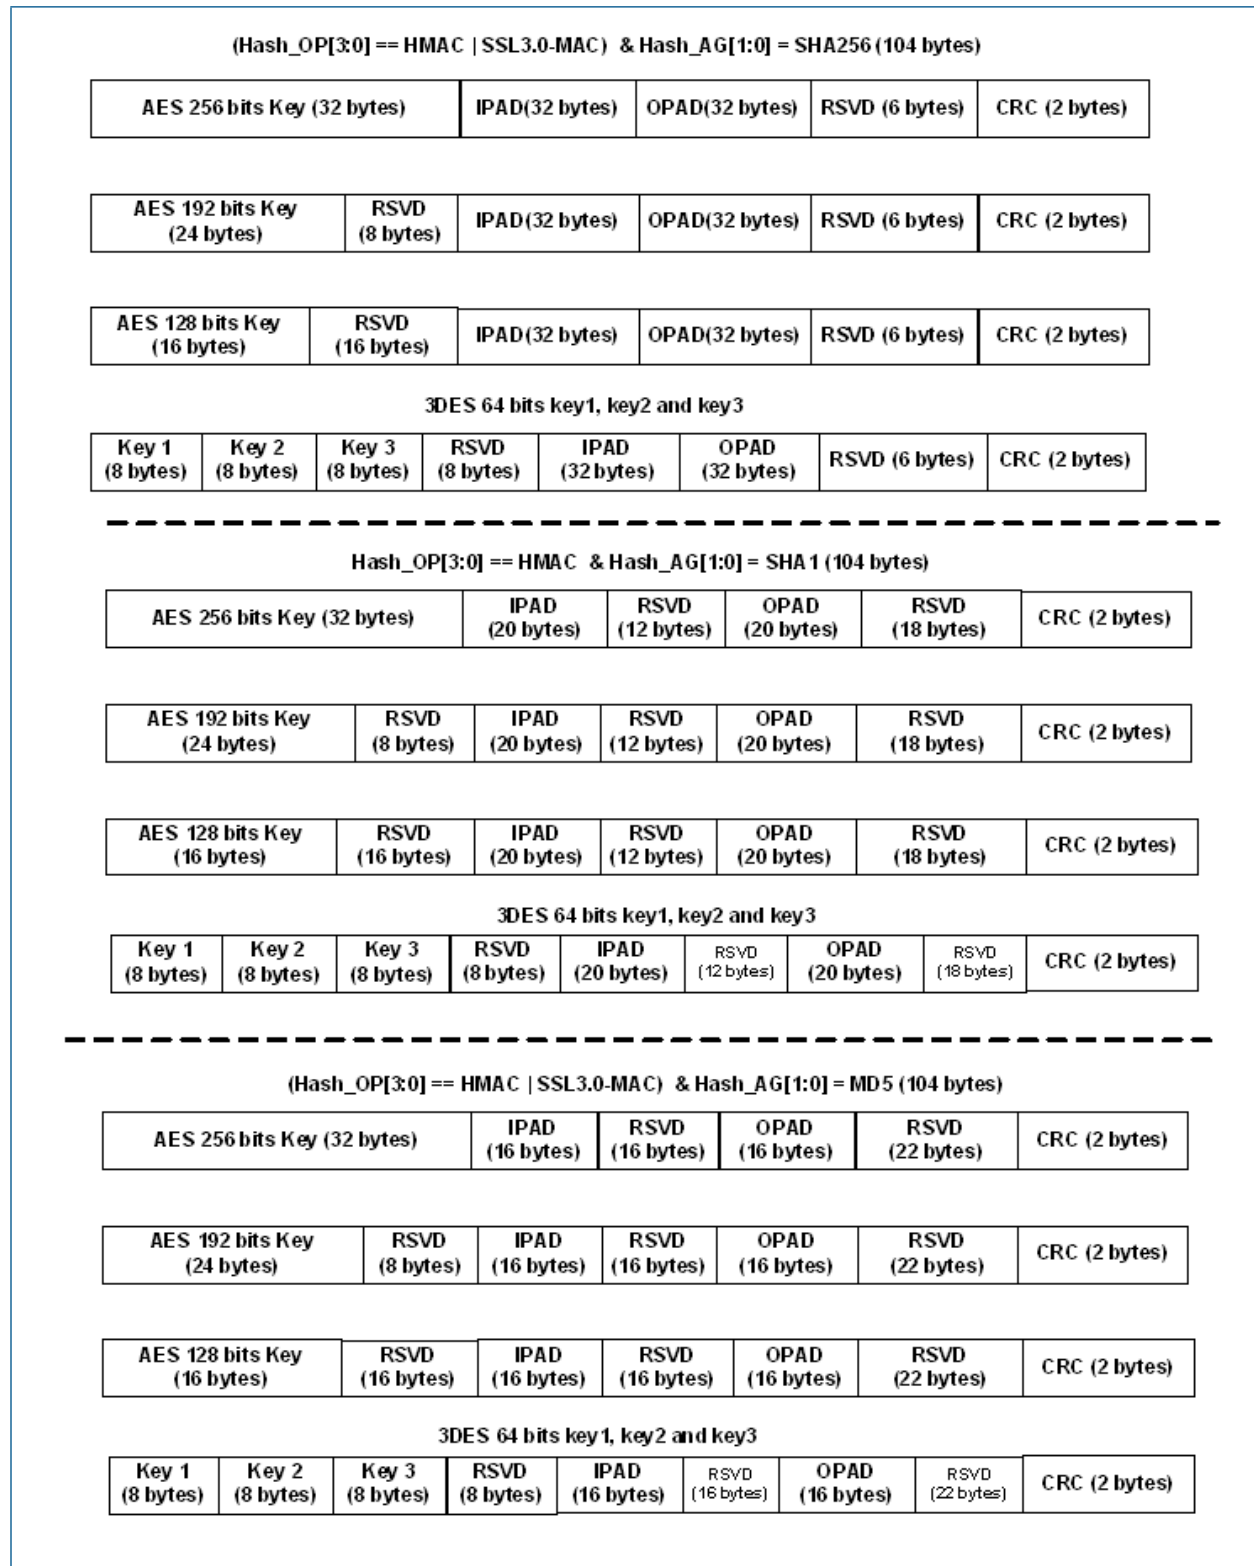 (Hash_OP[3:0] == HMAC | SSL3.0-MAC) & Hash_AG[1:0] = SHA256 (104 bytes)
AES 256 bits Key (32 bytes) IPAD(32 bytes) OPAD(32 bytes) RSVD (6 bytes) CRC (2 bytes)
AES 192 bits Key RSVD IPAD(32 bytes) OPAD(32 bytes) RSVD (6 bytes) CRC (2 bytes)
(24 bytes) (8 bytes)
AES 128 bits Key RSVD IPAD(32 bytes) OPAD(32 bytes) RSVD (6 bytes) CRC (2 bytes)
(16 bytes) (16 bytes)
3DES 64 bits key1, key2 and key3
Key 1 Key 2 Key 3 RSVD IPAD OPAD RSVD (6 bytes) CRC (2 bytes)
(8 bytes) (8 bytes) (8 bytes) (8 bytes) (32 bytes) (32 bytes)
Hash_OP[3:0] == HMAC & Hash_AG[1:0] = SHA1 (104 bytes)
AES 256 bits Key (32 bytes) IPAD RSVD OPAD RSVD CRC (2 bytes)
(20 bytes) (12 bytes) (20 bytes) (18 bytes)
AES 192 bits Key RSVD IPAD RSVD OPAD RSVD CRC (2 bytes)
(24 bytes) (8 bytes) (20 bytes) (12 bytes) (20 bytes) (18 bytes)
AES 128 bits Key RSVD IPAD RSVD OPAD RSVD CRC (2 bytes)
(16 bytes) (16 bytes) (20 bytes) (12 bytes) (20 bytes) (18 bytes)
3DES 64 bits key1, key2 and key3
Key 1 Key 2 Key 3 RSVD IPAD RSVD OPAD RSVD CRC (2 bytes)
(8 bytes) (8 bytes) (8 bytes) (8 bytes) (20 bytes) (12 bytes) (20 bytes) (18 bytes)
(Hash_OP[3:0] == HMAC | SSL3.0-MAC) & Hash_AG[1:0] = MD5 (104 bytes)
AES 256 bits Key (32 bytes) IPAD RSVD OPAD RSVD CRC (2 bytes)
(16 bytes) (16 bytes) (16 bytes) (22 bytes)
AES 192 bits Key RSVD IPAD RSVD OPAD RSVD CRC (2 bytes)
(24 bytes) (8 bytes) (16 bytes) (16 bytes) (16 bytes) (22 bytes)
AES 128 bits Key RSVD IPAD RSVD OPAD RSVD CRC (2 bytes)
(16 bytes) (16 bytes) (16 bytes) (16 bytes) (16 bytes) (22 bytes)
3DES 64 bits key1, key2 and key3
Key 1 Key 2 Key 3 RSVD IPAD RSVD OPAD RSVD CRC (2 bytes)
(8 bytes) (8 bytes) (8 bytes) (8 bytes) (16 bytes) (16 bytes) (16 bytes) (22 bytes)